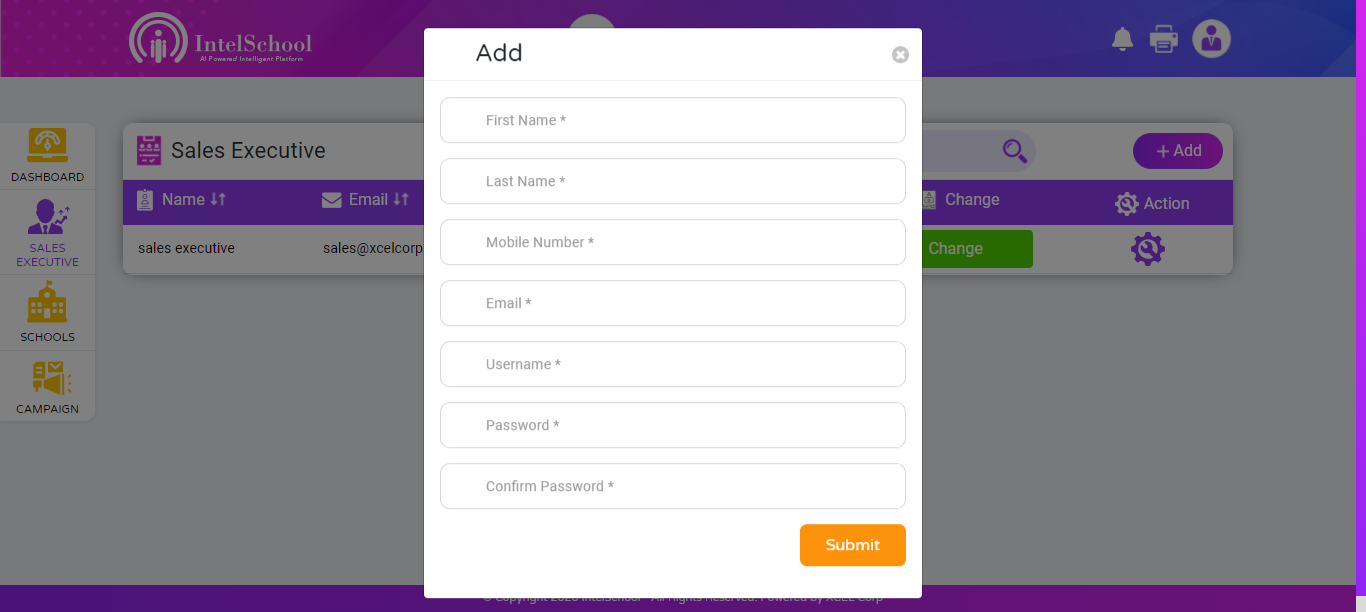 IntelSchool
AI Powered Intelligent Platform
Add
First Name *
Last Name *
Mobile Number *
Email *
Username *
Password *
Confirm Password *
Submit
DASHBOARD
SALES
EXECUTIVE
SCHOOLS
CAMPAIGN
Sales Executive
+ Add
Name Email Change Action
sales executive sales@xcelcorp Change
© Copyright 2020 IntelSchool - All Rights Reserved. Powered by XCEL Corp